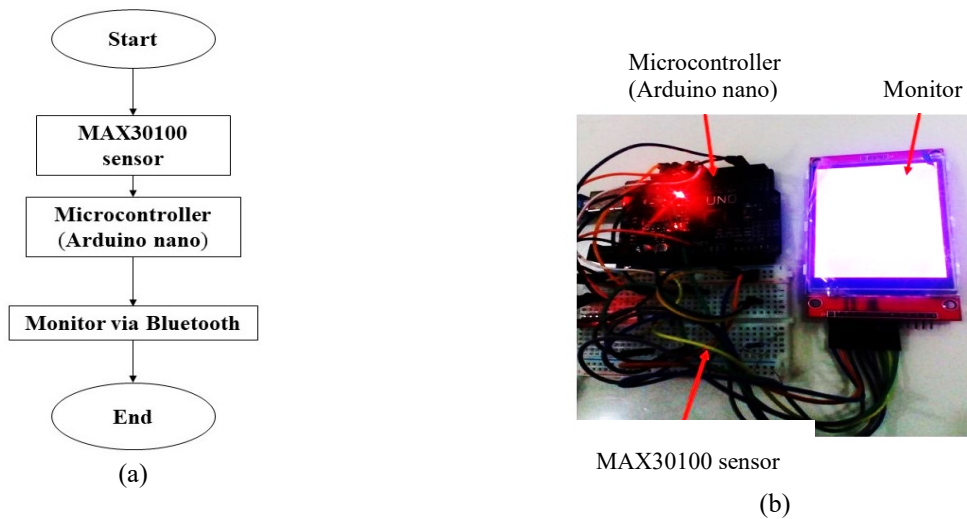 Start
MAX30100
sensor
Microcontroller
(Arduino nano)
Monitor via Bluetooth
End
(a)
Microcontroller
(Arduino nano)
Monitor
UNO
MAX30100 sensor
(b)